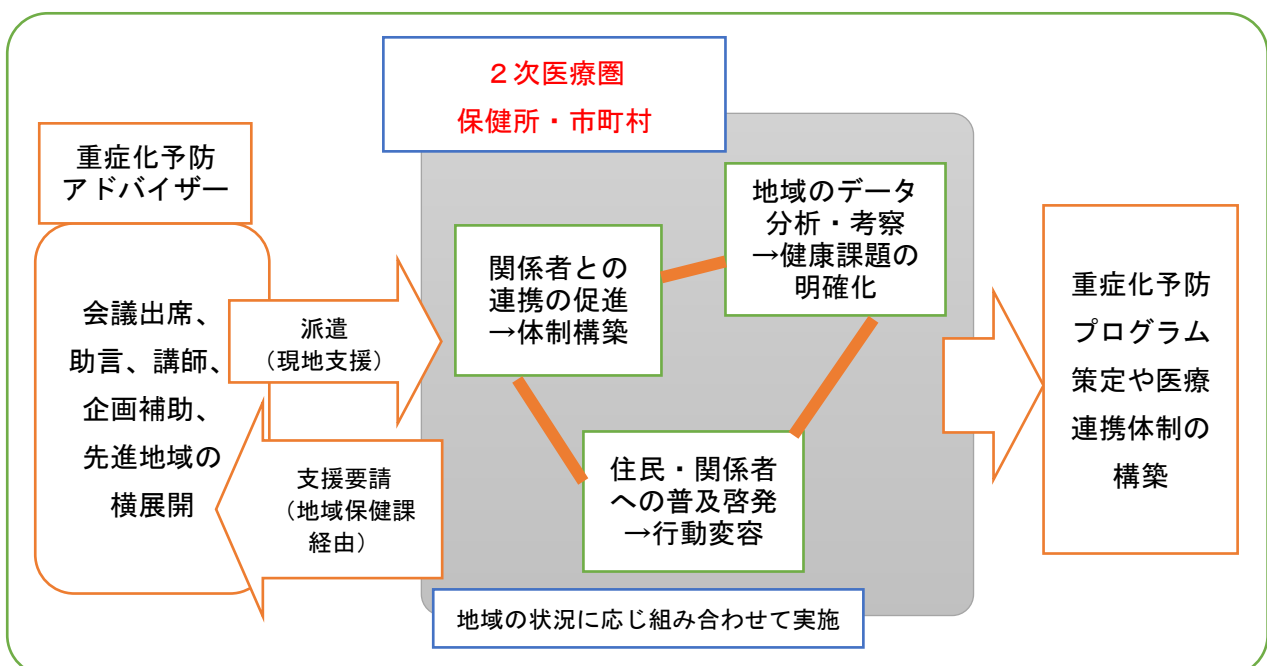 ２次医療圏
保健所・市町村
重症化予防
アドバイザー
会議出席、
助言、講師、
企画補助、
先進地域の
横展開
派遣
（現地支援）
支援要請
（地域保健課
経由）
関係者との
連携の促進
→体制構築
地域のデータ
分析・考察
→健康課題の
明確化
住民・関係者
への普及啓発
→行動変容
地域の状況に応じ組み合わせて実施
重症化予防
プログラム
策定や医療
連携体制の
構築